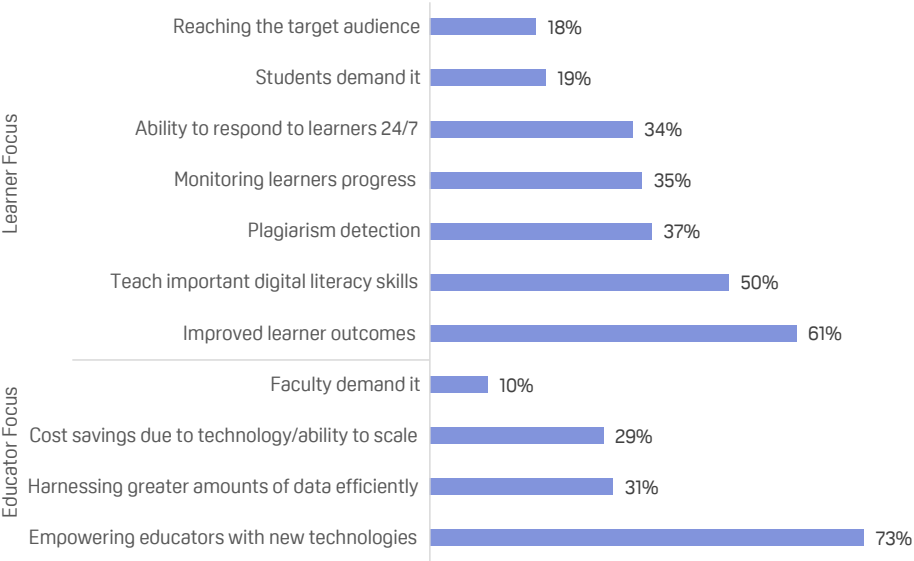 Learner Focus
Reaching the target audience 18%
Students demand it 19%
Ability to respond to learners 24/7 34%
Monitoring learners progress 35%
Plagiarism detection 37%
Teach important digital literacy skills 50%
Improved learner outcomes 61%
Educator Focus
Faculty demand it 10%
Cost savings due to technology/ability to scale 29%
Harnessing greater amounts of data efficiently 31%
Empowering educators with new technologies 73%